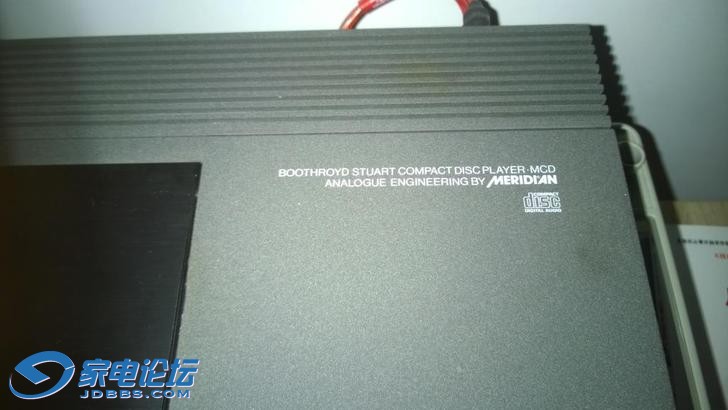 BOOTHROYD STUART COMPACT DISC PLAYER·MCD
ANALOGUE ENGINEERING BY MERIDIAN
COMPACT
disc
DIGITAL AUDIO
家电论坛
JDBBS.COM